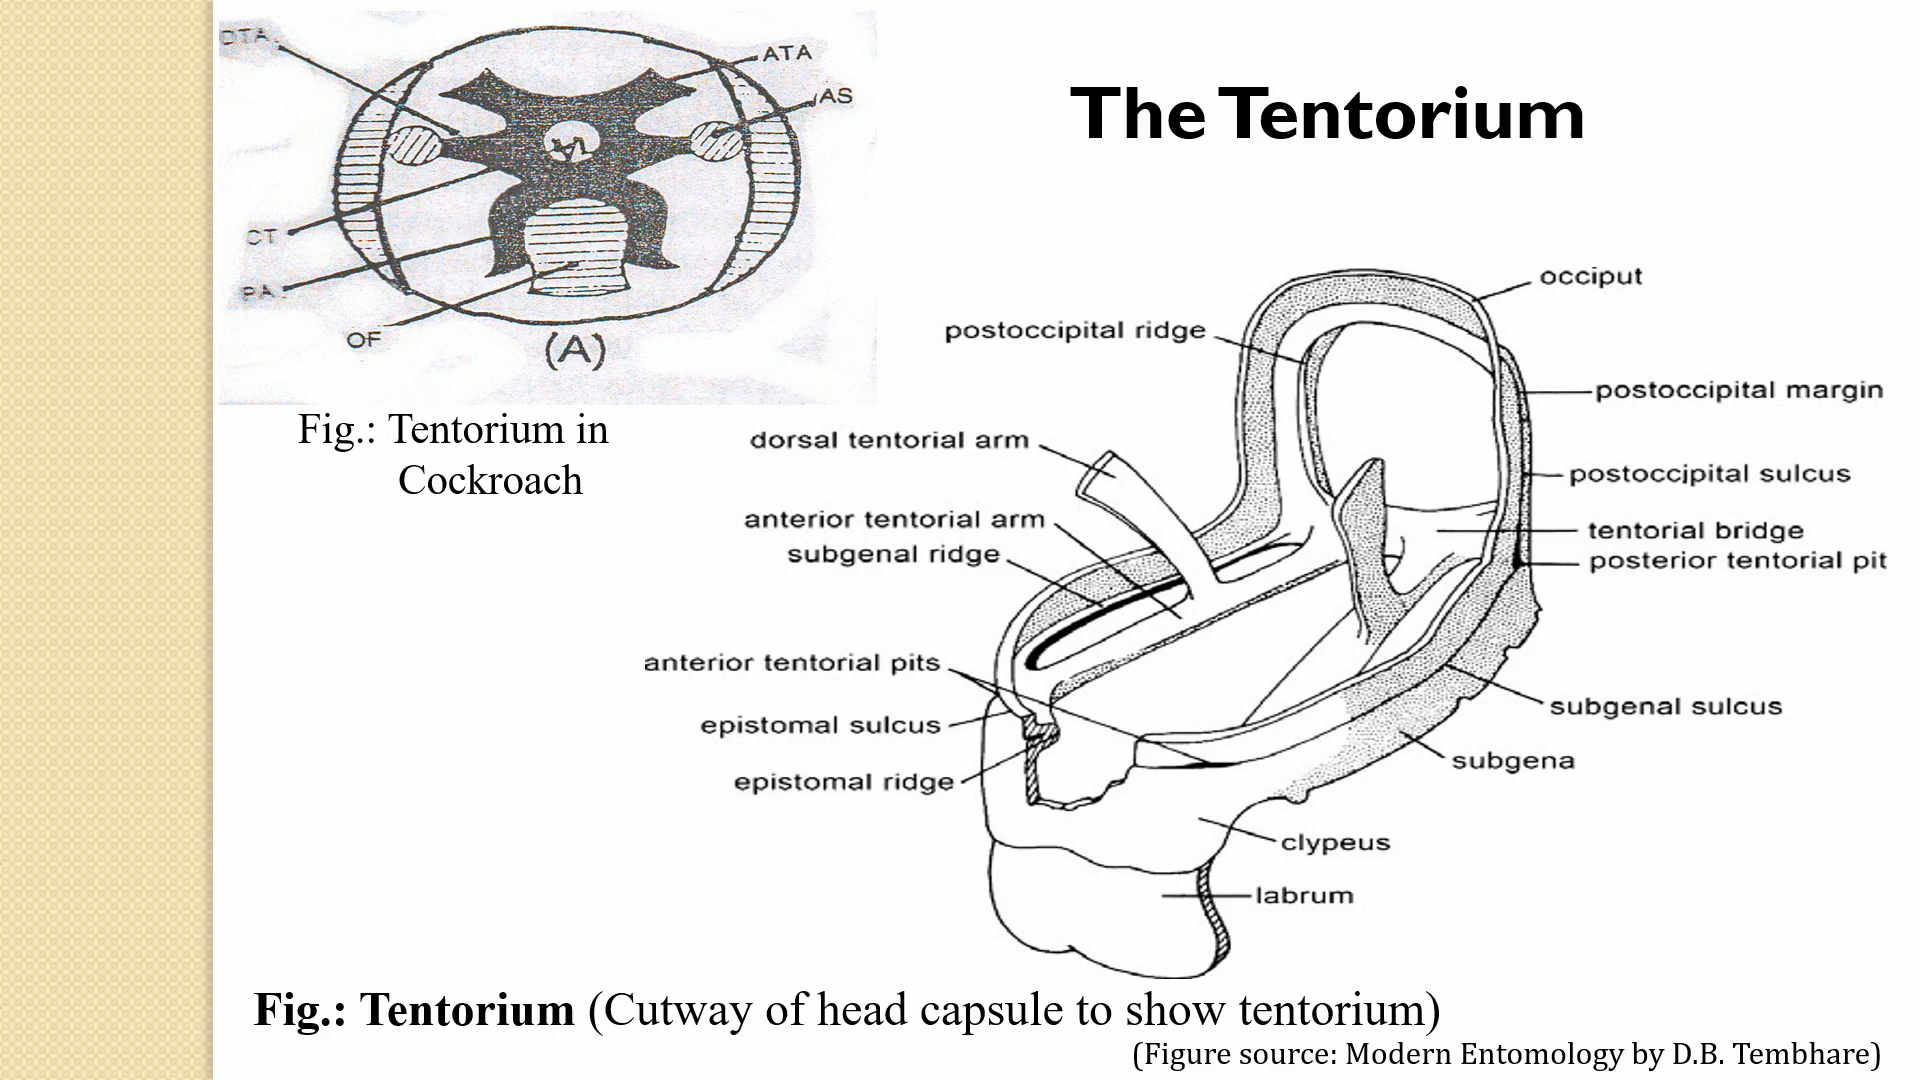 The Tentorium
DTA
ATA
AS
CT
PA
OF
(A)
Fig.: Tentorium in
Cockroach
occiput
postoccipital ridge
postoccipital margin
dorsal tentorial arm
postoccipital sulcus
anterior tentorial arm
tentorial bridge
subgenal ridge
posterior tentorial pit
anterior tentorial pits
subgenal sulcus
epistomal sulcus
subgena
epistomal ridge
clypeus
labrum
Fig.: Tentorium (Cutway of head capsule to show tentorium)
(Figure source: Modern Entomology by D.B. Tembhare)